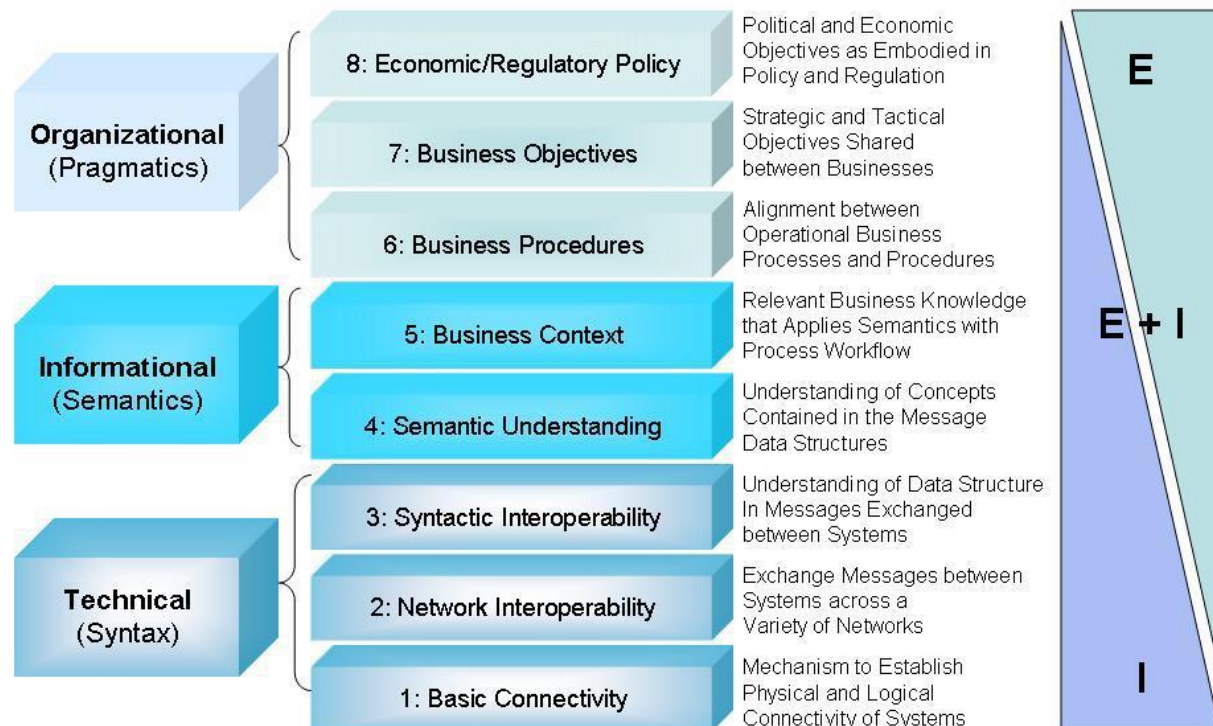 Organizational
(Pragmatics)
8: Economic/Regulatory Policy
Political and Economic
Objectives as Embodied in
Policy and Regulation
7: Business Objectives
Strategic and Tactical
Objectives Shared
between Businesses
6: Business Procedures
Alignment between
Operational Business
Processes and Procedures
Informational
(Semantics)
5: Business Context
Relevant Business Knowledge
that Applies Semantics with
Process Workflow
4: Semantic Understanding
Understanding of Concepts
Contained in the Message
Data Structures
Technical
(Syntax)
3: Syntactic Interoperability
Understanding of Data Structure
In Messages Exchanged
between Systems
2: Network Interoperability
Exchange Messages between
Systems across a
Variety of Networks
1: Basic Connectivity
Mechanism to Establish
Physical and Logical
Connectivity of Systems
E
E + I
I